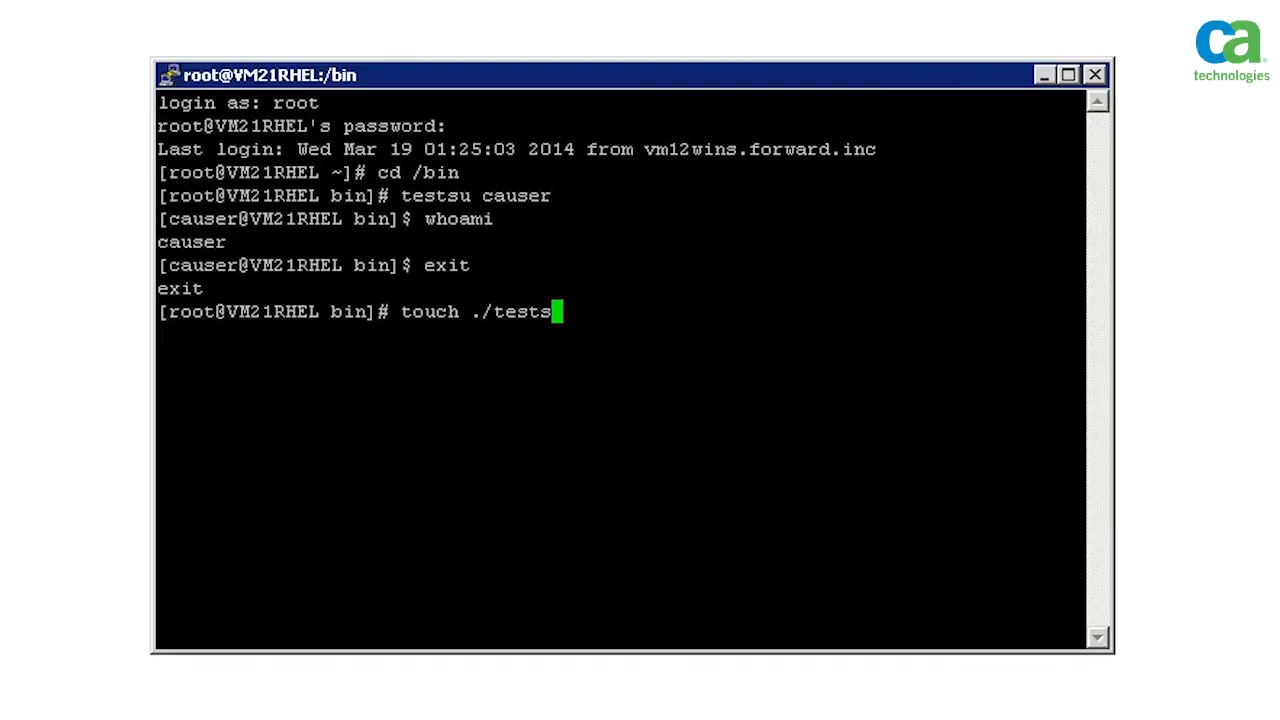 ca
technologies
root@VM21RHEL:/bin
login as: root
root@VM21RHEL's password:
Last login: Wed Mar 19 01:25:03 2014 from vm12wins.forward.inc
[root@VM21RHEL ~]# cd /bin
[root@VM21RHEL bin]# testsu causer
[causer@VM21RHEL bin]$ whoami
causer
[causer@VM21RHEL bin]$ exit
exit
[root@VM21RHEL bin]# touch ./tests